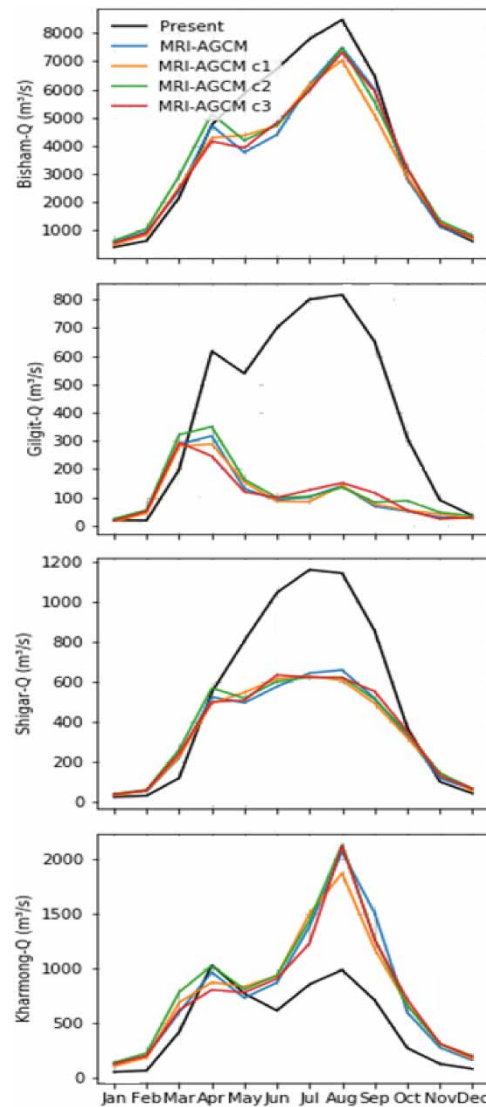 Present
MRI-AGCM
MRI-AGCM c1
MRI-AGCM c2
MRI-AGCM c3
8000
7000
6000
5000
4000
3000
2000
1000
Bisham-Q (m³/s)
800
700
600
500
400
300
200
100
0
Gilgit-Q (m³/s)
1200
1000
800
600
400
200
0
Shigar-Q (m³/s)
2000
1500
1000
500
0
Kharmong-Q (m³/s)
Jan Feb Mar Apr May Jun Jul Aug Sep Oct Nov Dec